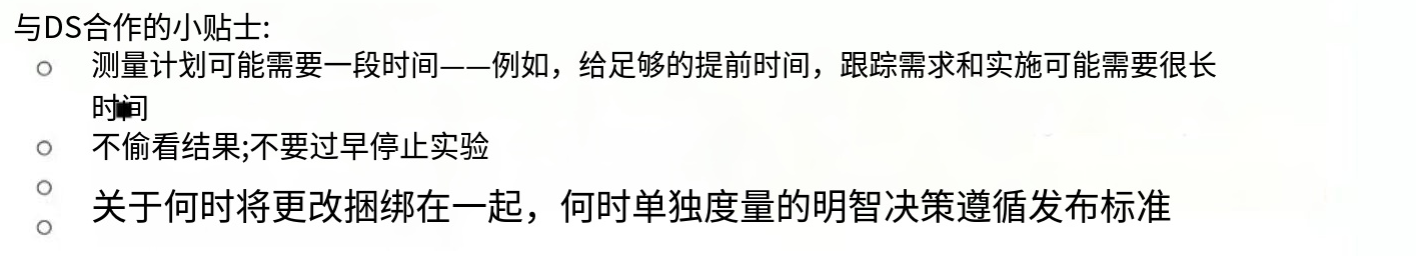 与DS合作的小贴士:
测量计划可能需要一段时间——例如，给足够的提前时间，跟踪需求和实施可能需要很长
时间
不偷看结果;不要过早停止实验
关于何时将更改捆绑在一起，何时单独度量的明智决策遵循发布标准